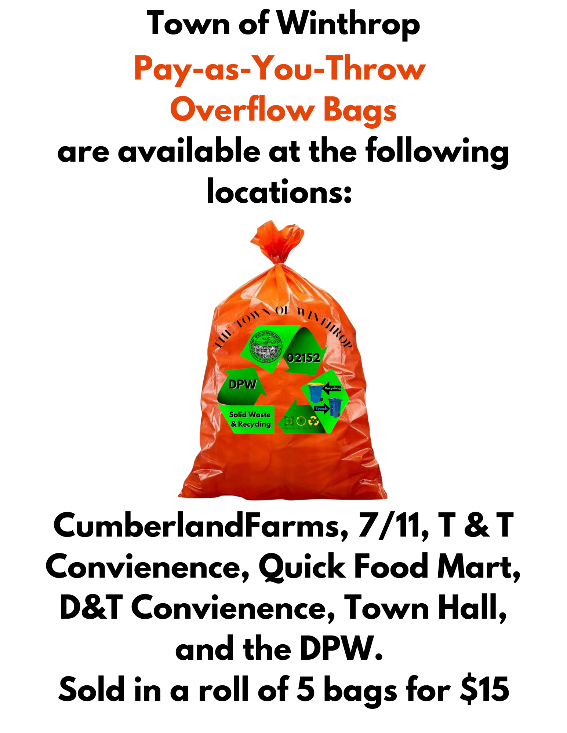 Town of Winthrop
Pay-as-You-Throw
Overflow Bags
are available at the following
locations:
THE TOWN OF WINTHROP
02152
DPW
Solid Waste
& Recycling
CumberlandFarms, 7/11, T & T
Convienence, Quick Food Mart,
D&T Convienence, Town Hall,
and the DPW.
Sold in a roll of 5 bags for $15